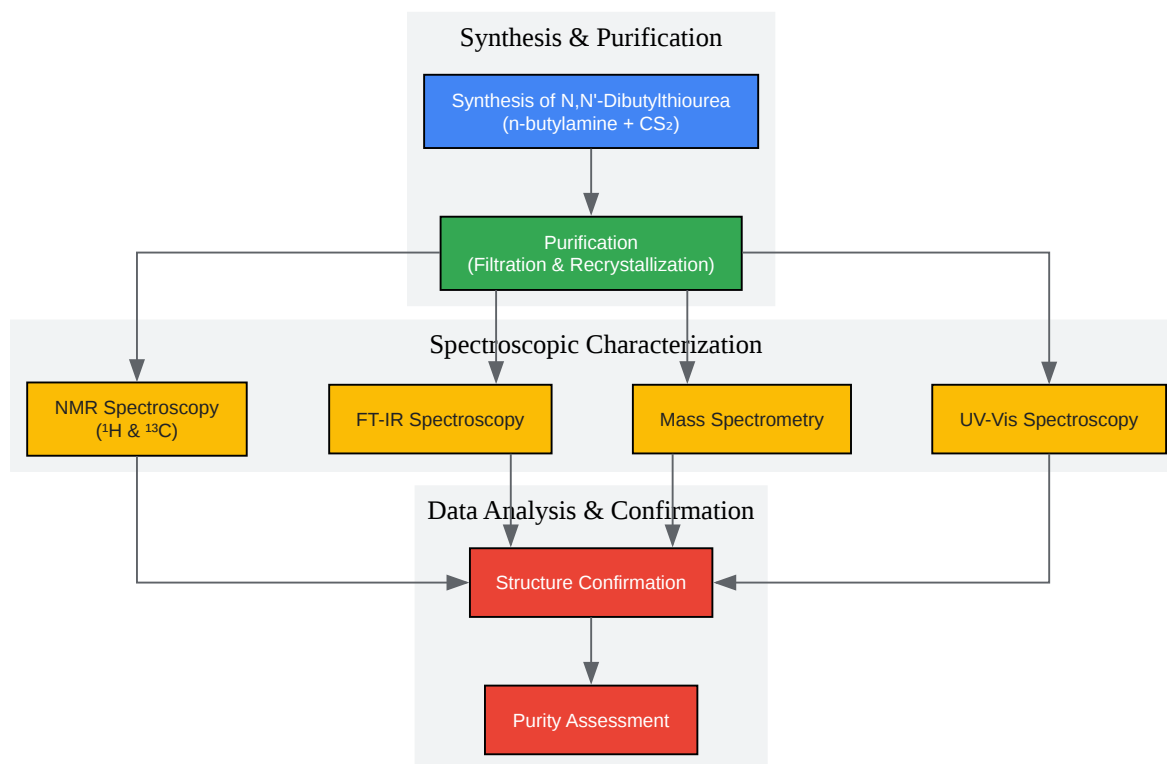 Synthesis & Purification
Synthesis of N,N'-Dibutylthiourea
(n-butylamine + CS₂)
Purification
(Filtration & Recrystallization)
Spectroscopic Characterization
NMR Spectroscopy
(¹H & ¹³C)
FT-IR Spectroscopy
Mass Spectrometry
UV-Vis Spectroscopy
Data Analysis & Confirmation
Structure Confirmation
Purity Assessment